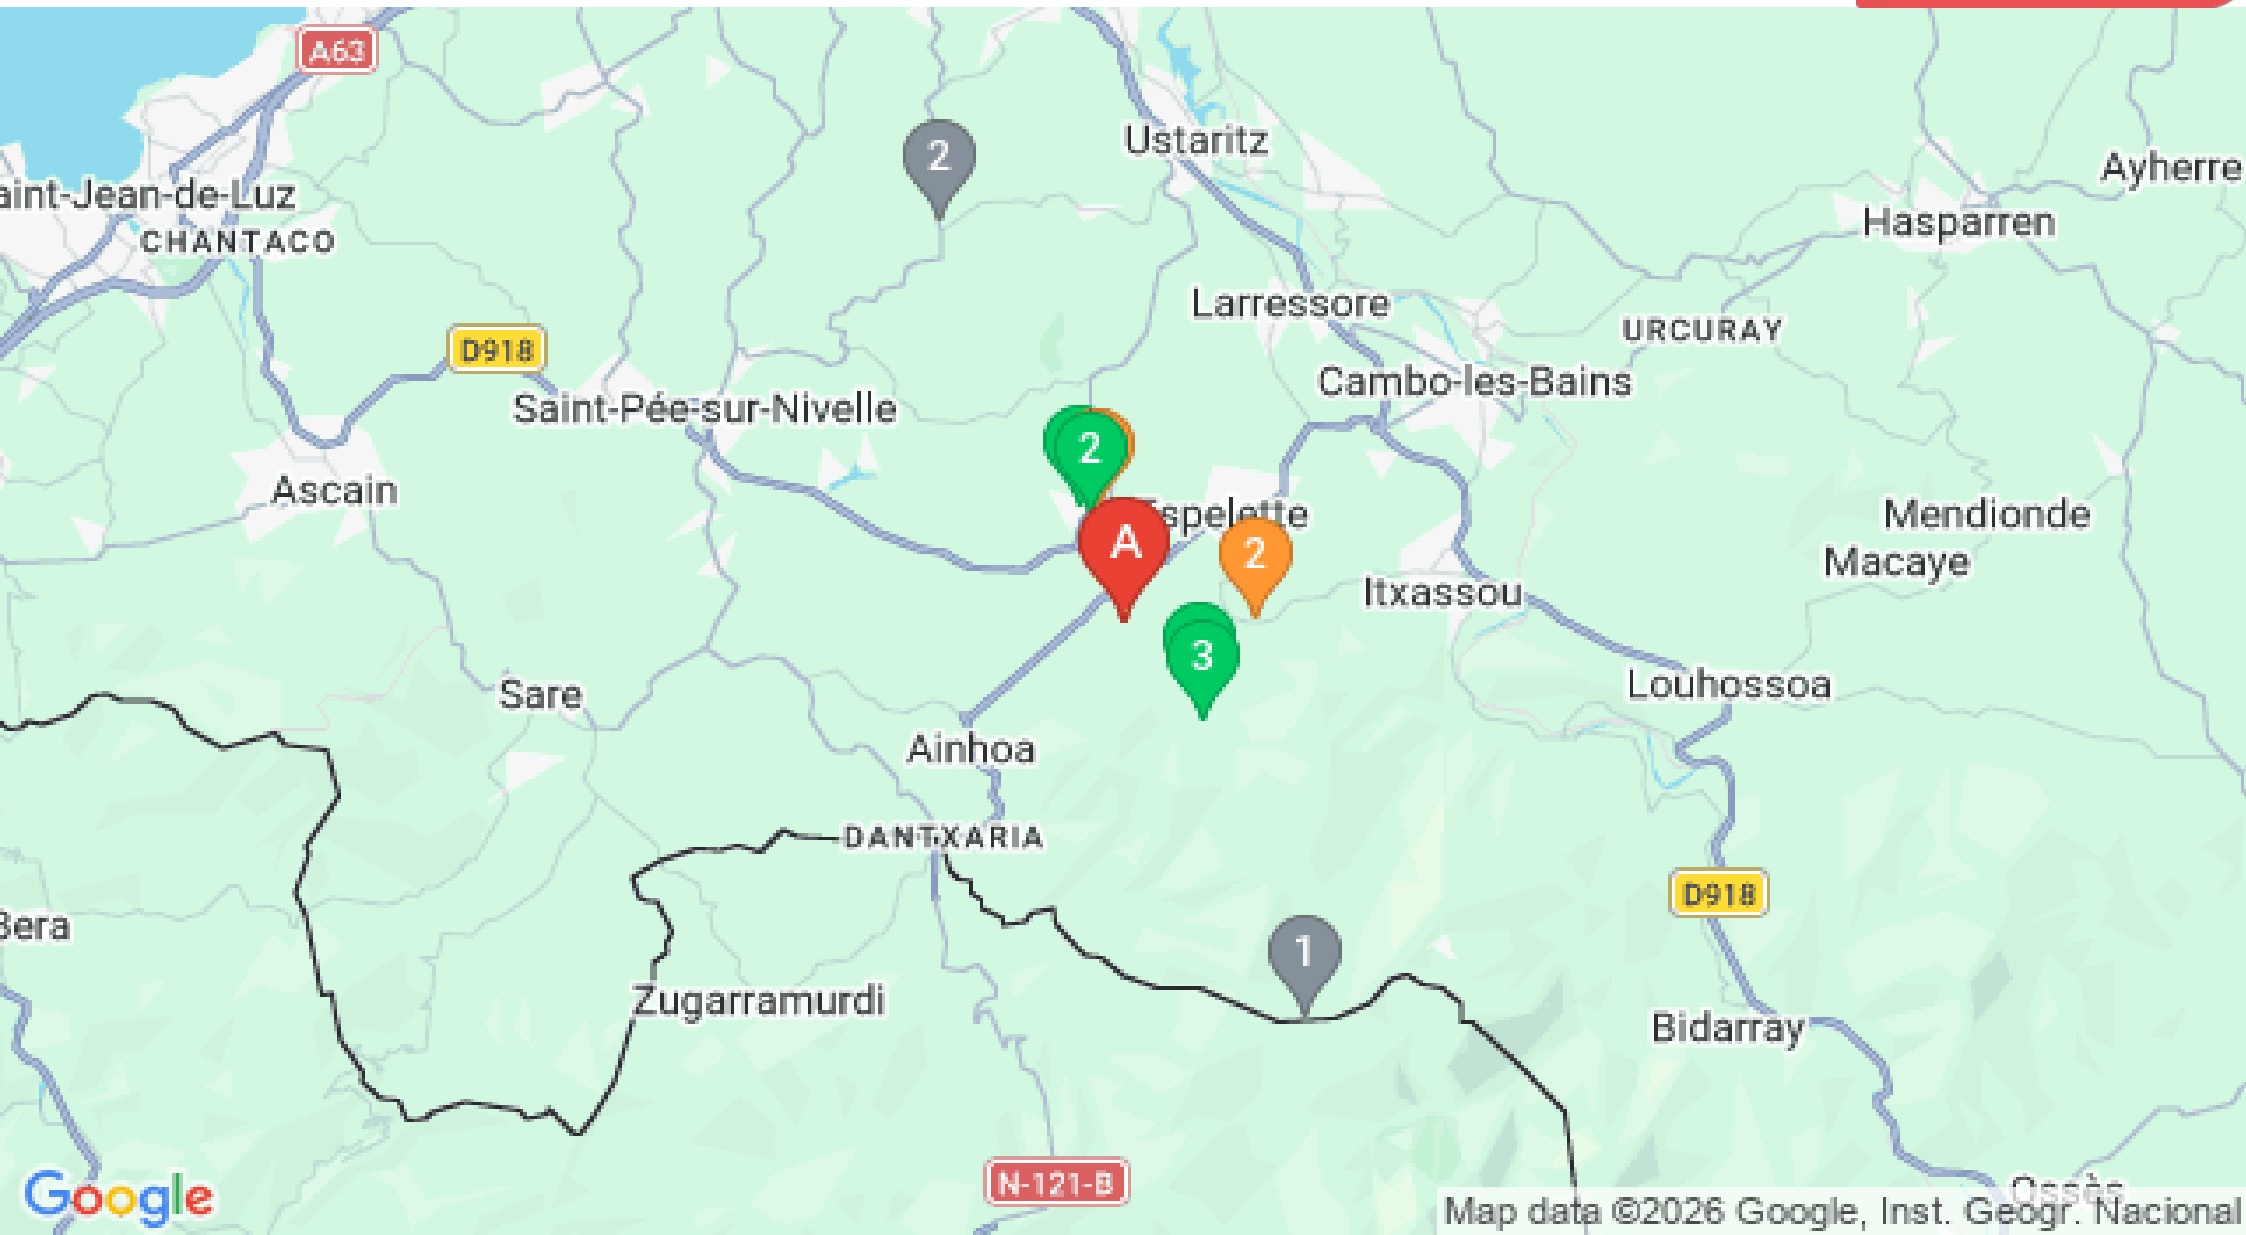 A63
2
Ustaritz
Ayherre
aint-Jean-de-Luz
Hasparren
CHANTACO
Larressore
URCURAY
D918
Cambo-les-Bains
Saint-Pée-sur-Nivelle
2
Ascain
Espelette
Mendionde
A
2
Macaye
Itxassou
3
Sare
Louhossoa
Ainhoa
DANTXARIA
D918
Bera
1
Zugarramurdi
Bidarray
N-121-B
Ossès
Google
Map data ©2026 Google, Inst. Geogr. Nacional